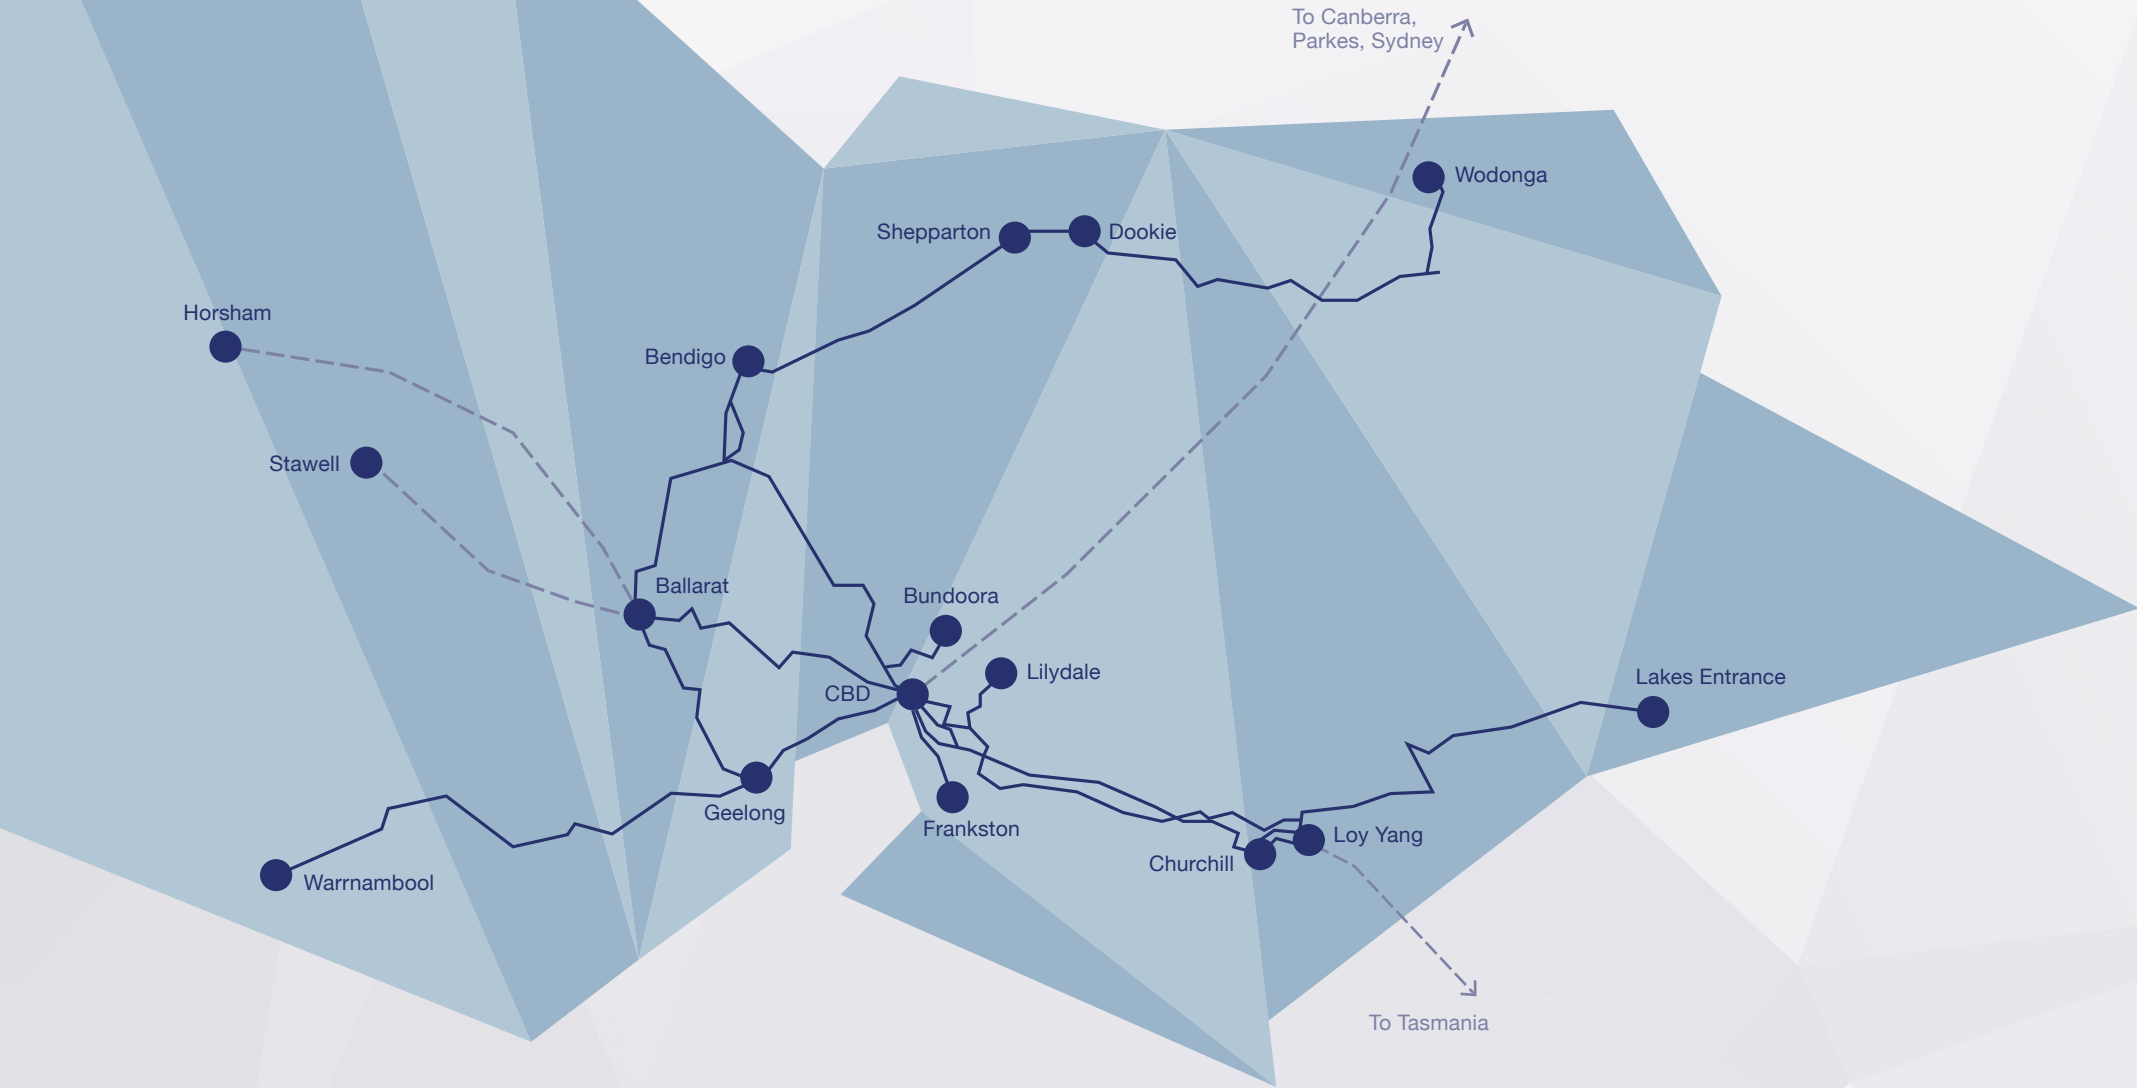 To Canberra,
Parkes, Sydney
Wodonga
Shepparton
Dookie
Horsham
Bendigo
Stawell
Ballarat
Bundoora
Lilydale
CBD
Lakes Entrance
Geelong
Frankston
Loy Yang
Churchill
Warrnambool
To Tasmania